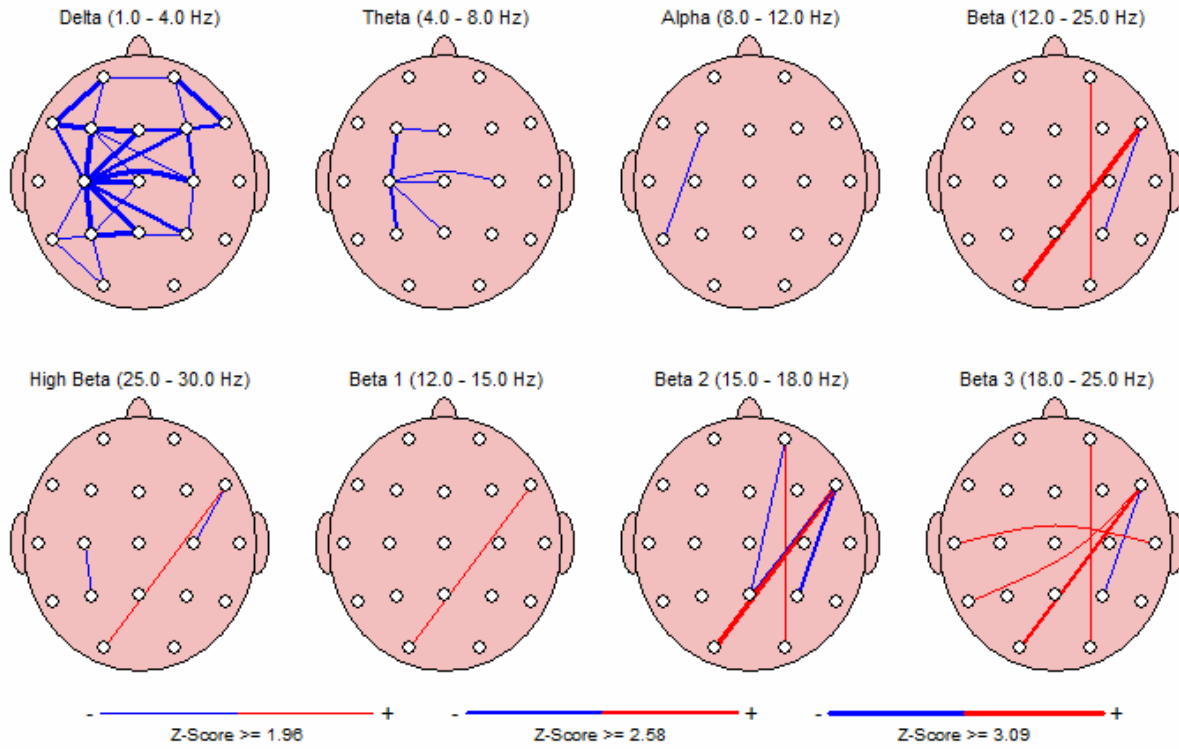 Delta (1.0 - 4.0 Hz) Theta (4.0 - 8.0 Hz) Alpha (8.0 - 12.0 Hz) Beta (12.0 - 25.0 Hz)
High Beta (25.0 - 30.0 Hz) Beta 1 (12.0 - 15.0 Hz) Beta 2 (15.0 - 18.0 Hz) Beta 3 (18.0 - 25.0 Hz)
- + - + - +
Z-Score >= 1.96 Z-Score >= 2.58 Z-Score >= 3.09